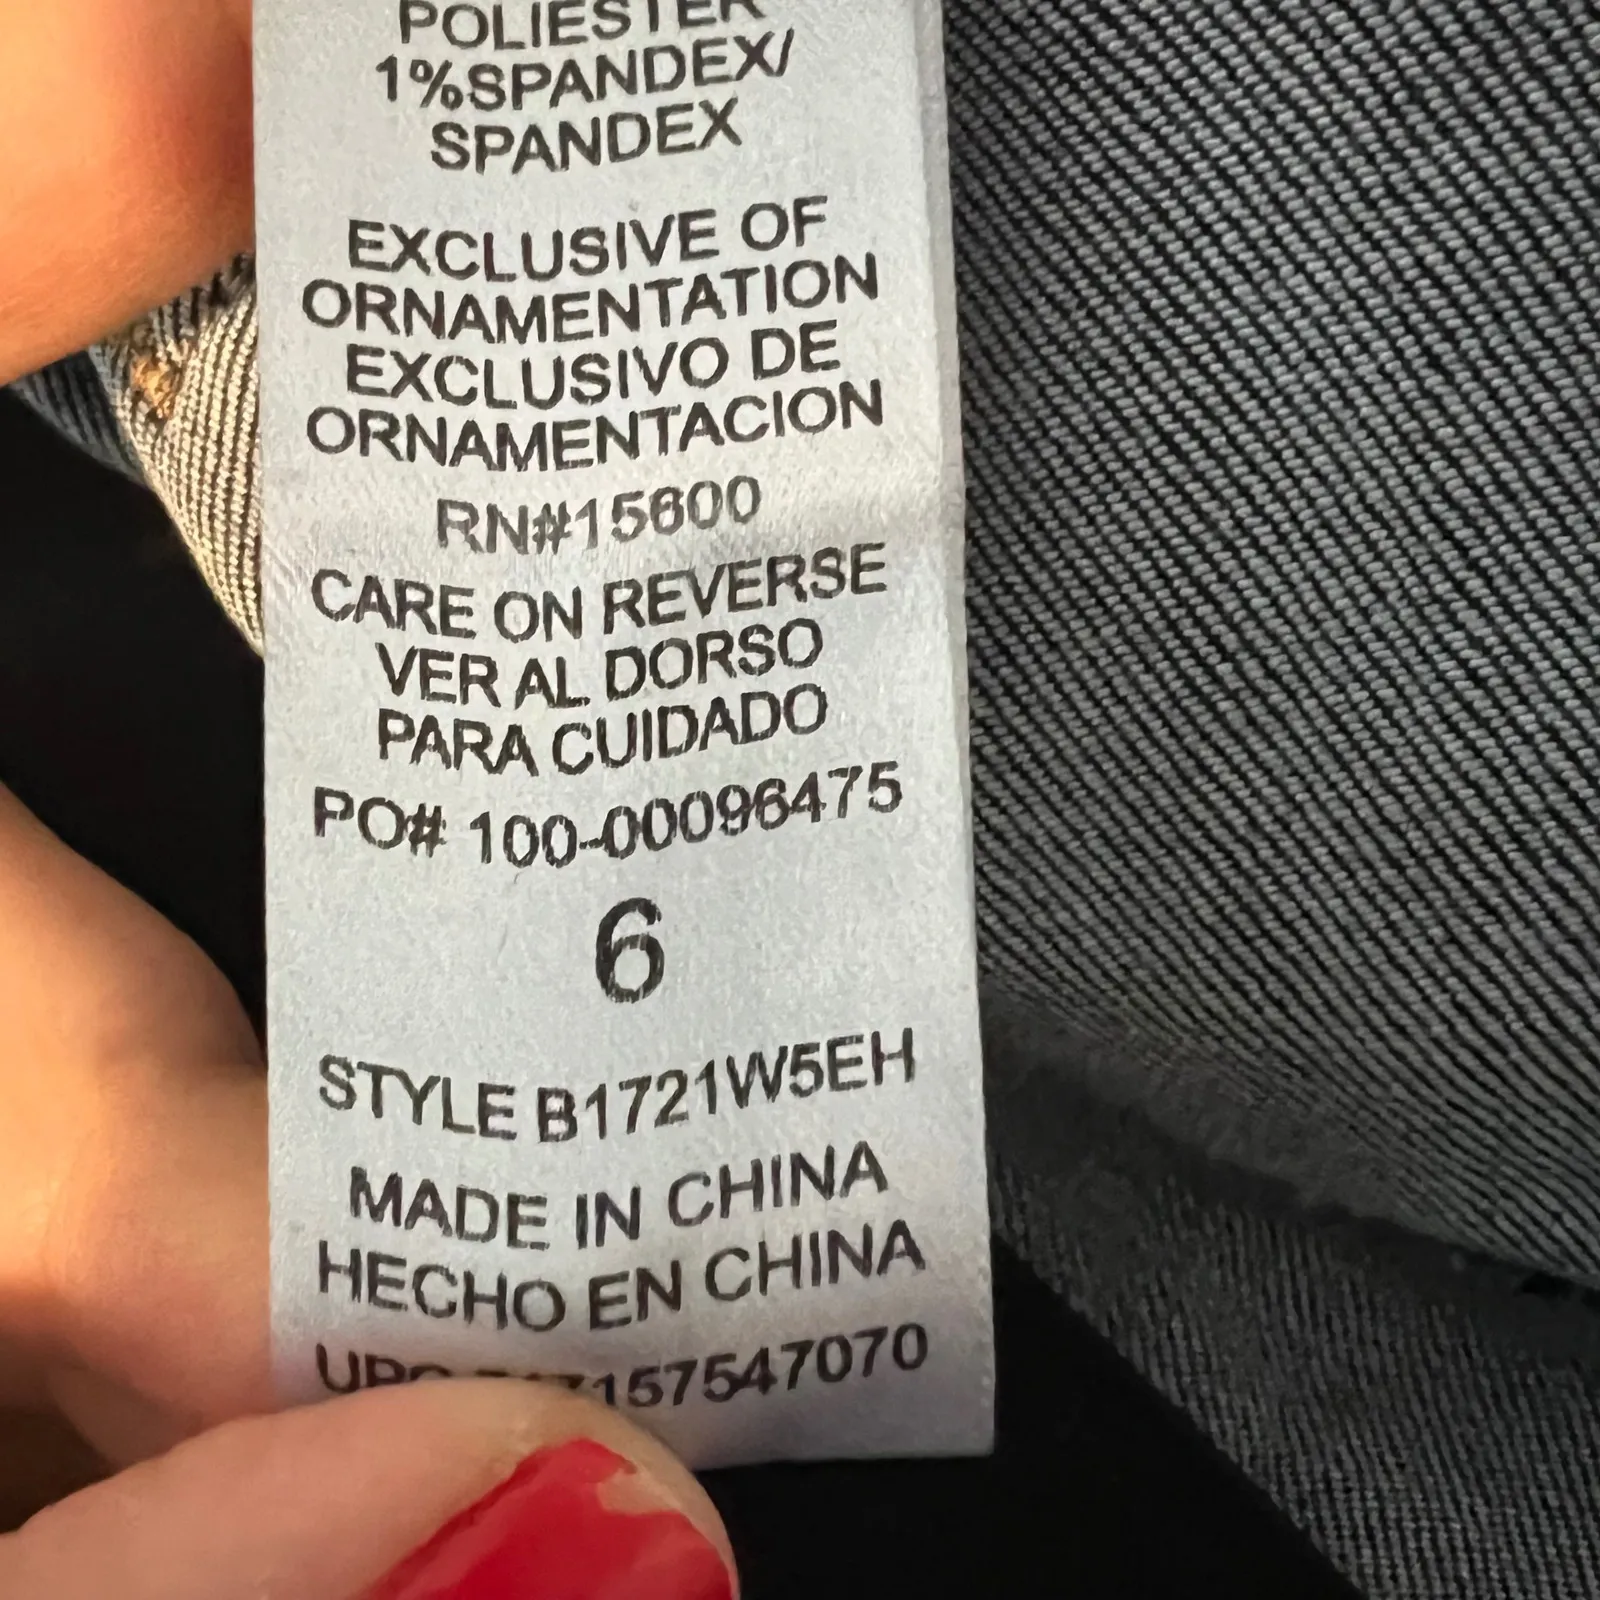 POLIESTER
1%SPANDEX/
SPANDEX
EXCLUSIVE OF
ORNAMENTATION
EXCLUSIVO DE
ORNAMENTACION
RN#15600
CARE ON REVERSE
VER AL DORSO
PARA CUIDADO
PO# 100-00096475
6
STYLE B1721W5EH
MADE IN CHINA
HECHO EN CHINA
UPC